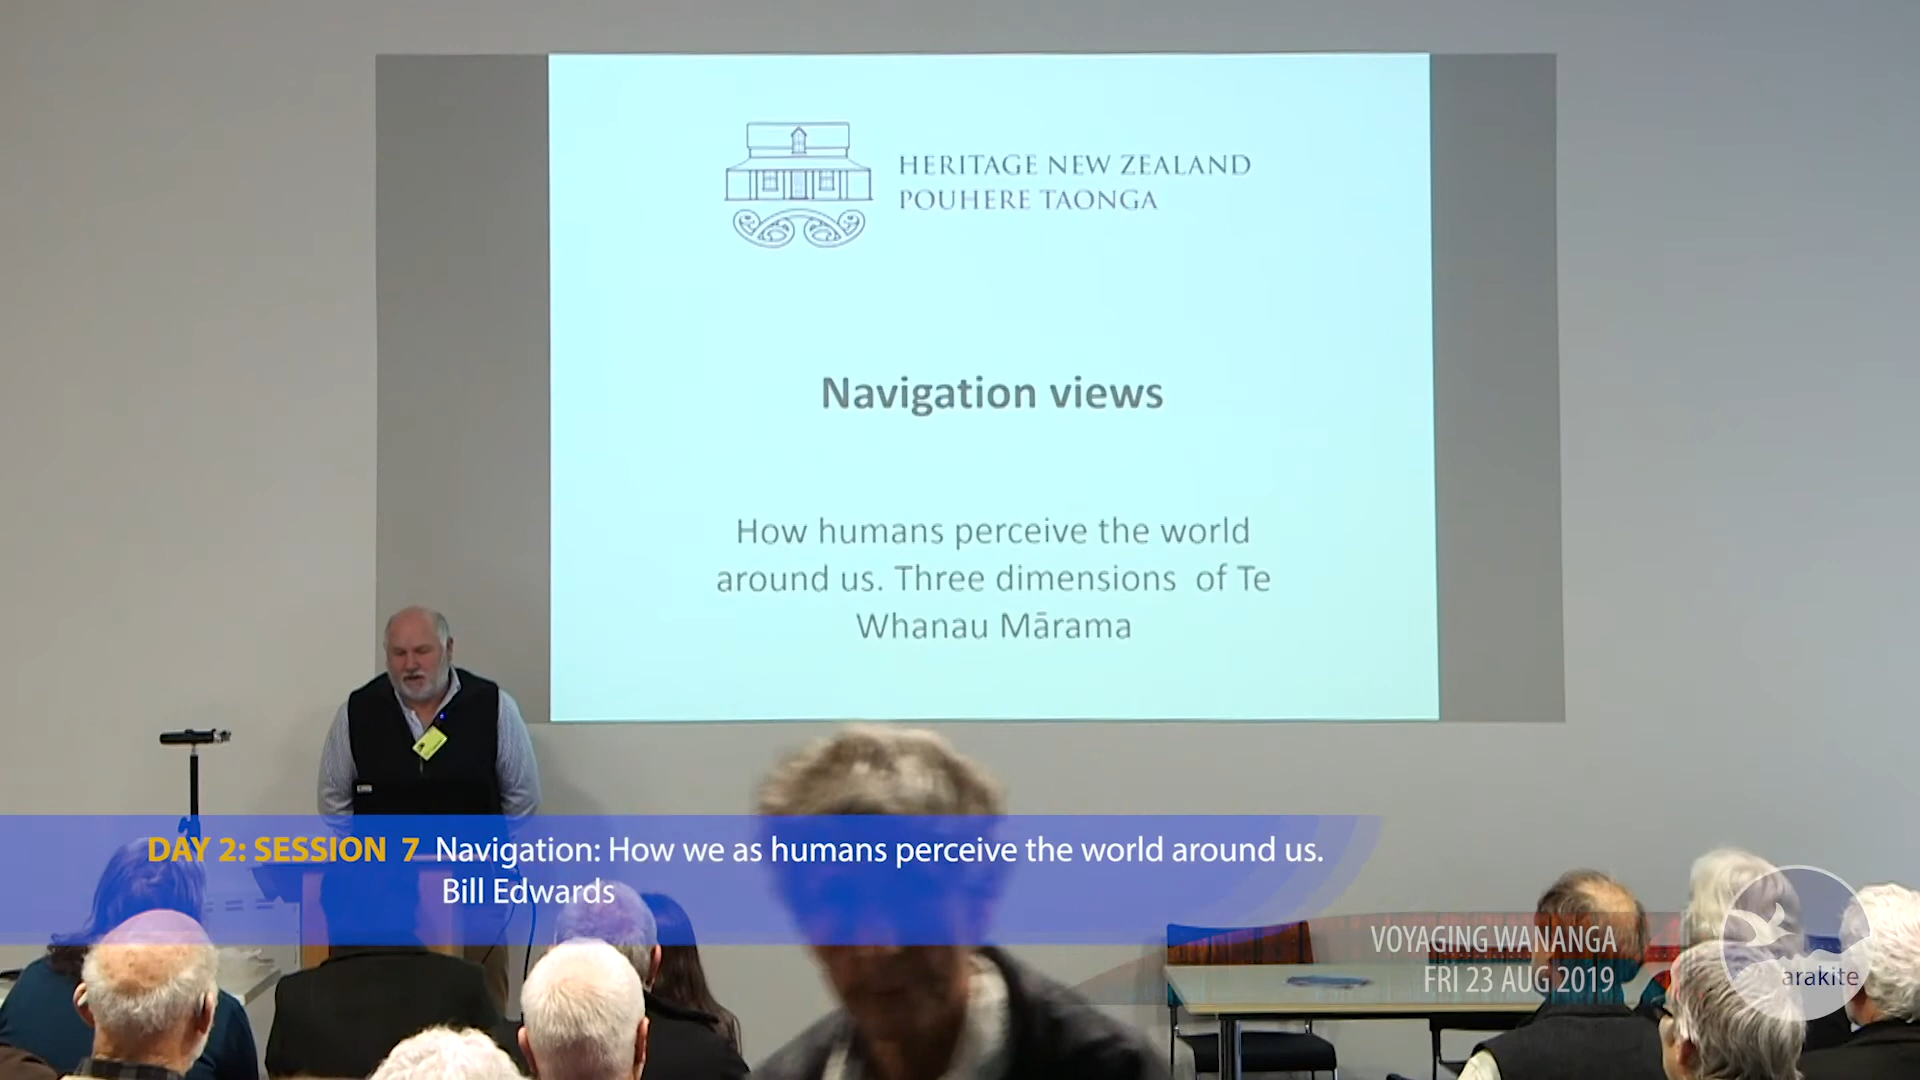 HERITAGE NEW ZEALAND
POUHERE TAONGA
Navigation views
How humans perceive the world
around us. Three dimensions of Te
Whanau Mārama
DAY 2: SESSION 7 Navigation: How we as humans perceive the world around us.
Bill Edwards
VOYAGING WANANGA
FRI 23 AUG 2019
arakite